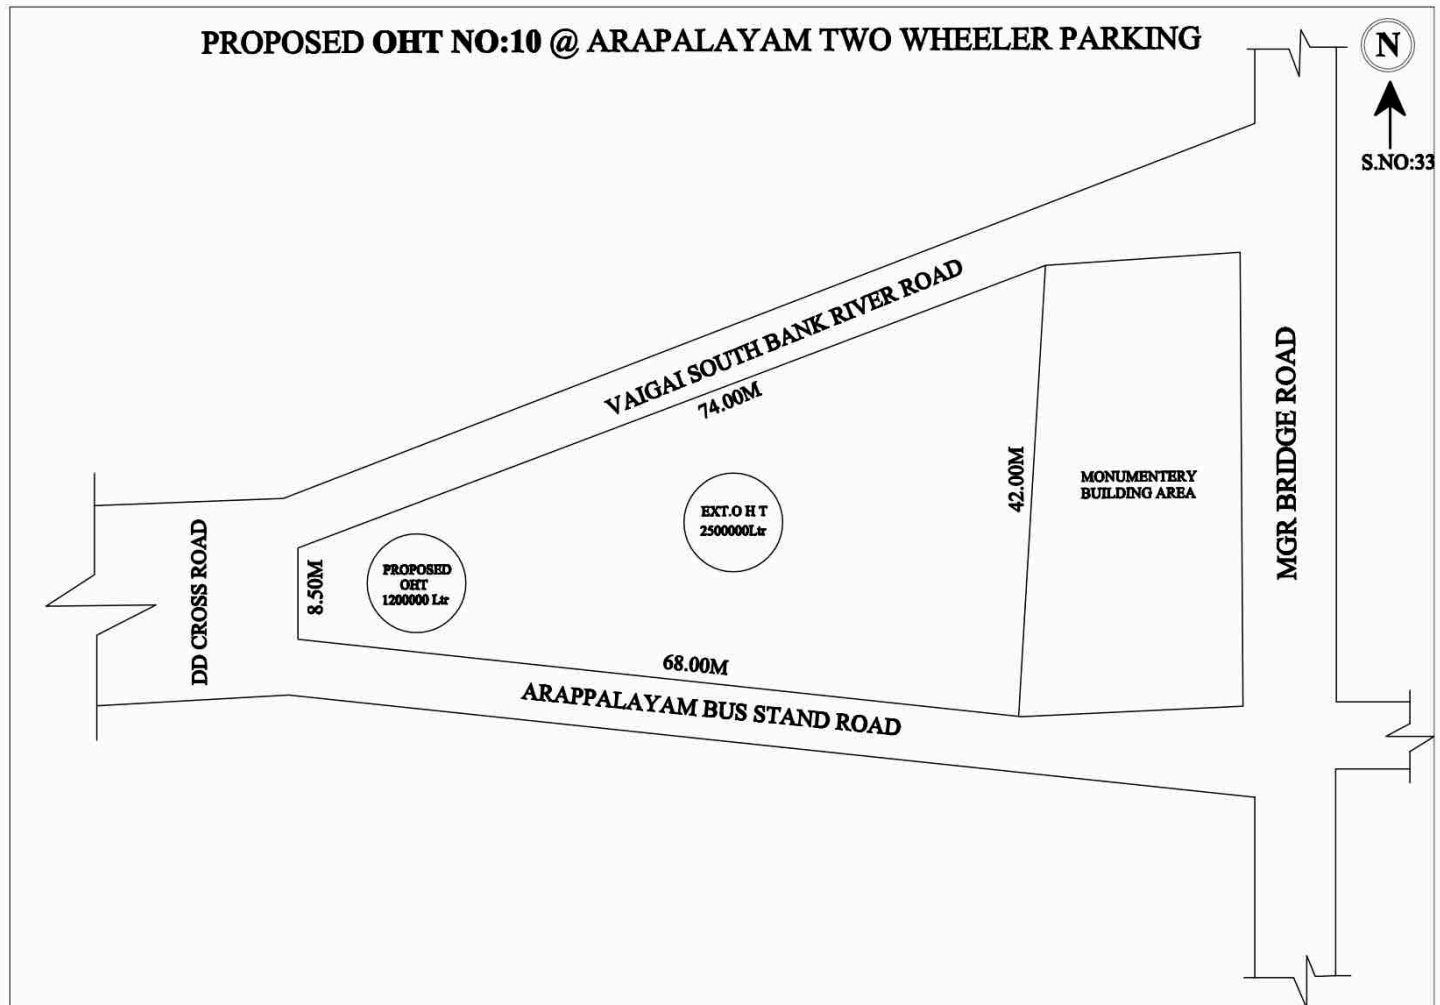 PROPOSED OHT NO:10 @ ARAPALAYAM TWO WHEELER PARKING
N
S.NO:33
VAIGAI SOUTH BANK RIVER ROAD
74.00M
MGR BRIDGE ROAD
42.00M
MONUMENTERY
BUILDING AREA
EXT.O H T
2500000Ltr
DD CROSS ROAD
8.50M
PROPOSED
OHT
1200000 Ltr
68.00M
ARAPPALAYAM BUS STAND ROAD